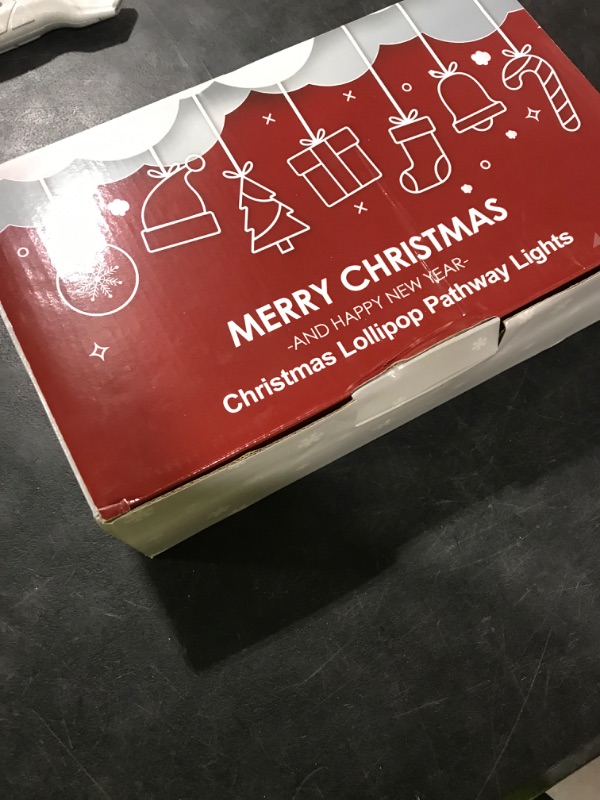 MERRY CHRISTMAS
-AND HAPPY NEW YEAR-
Christmas Lollipop Pathway Lights